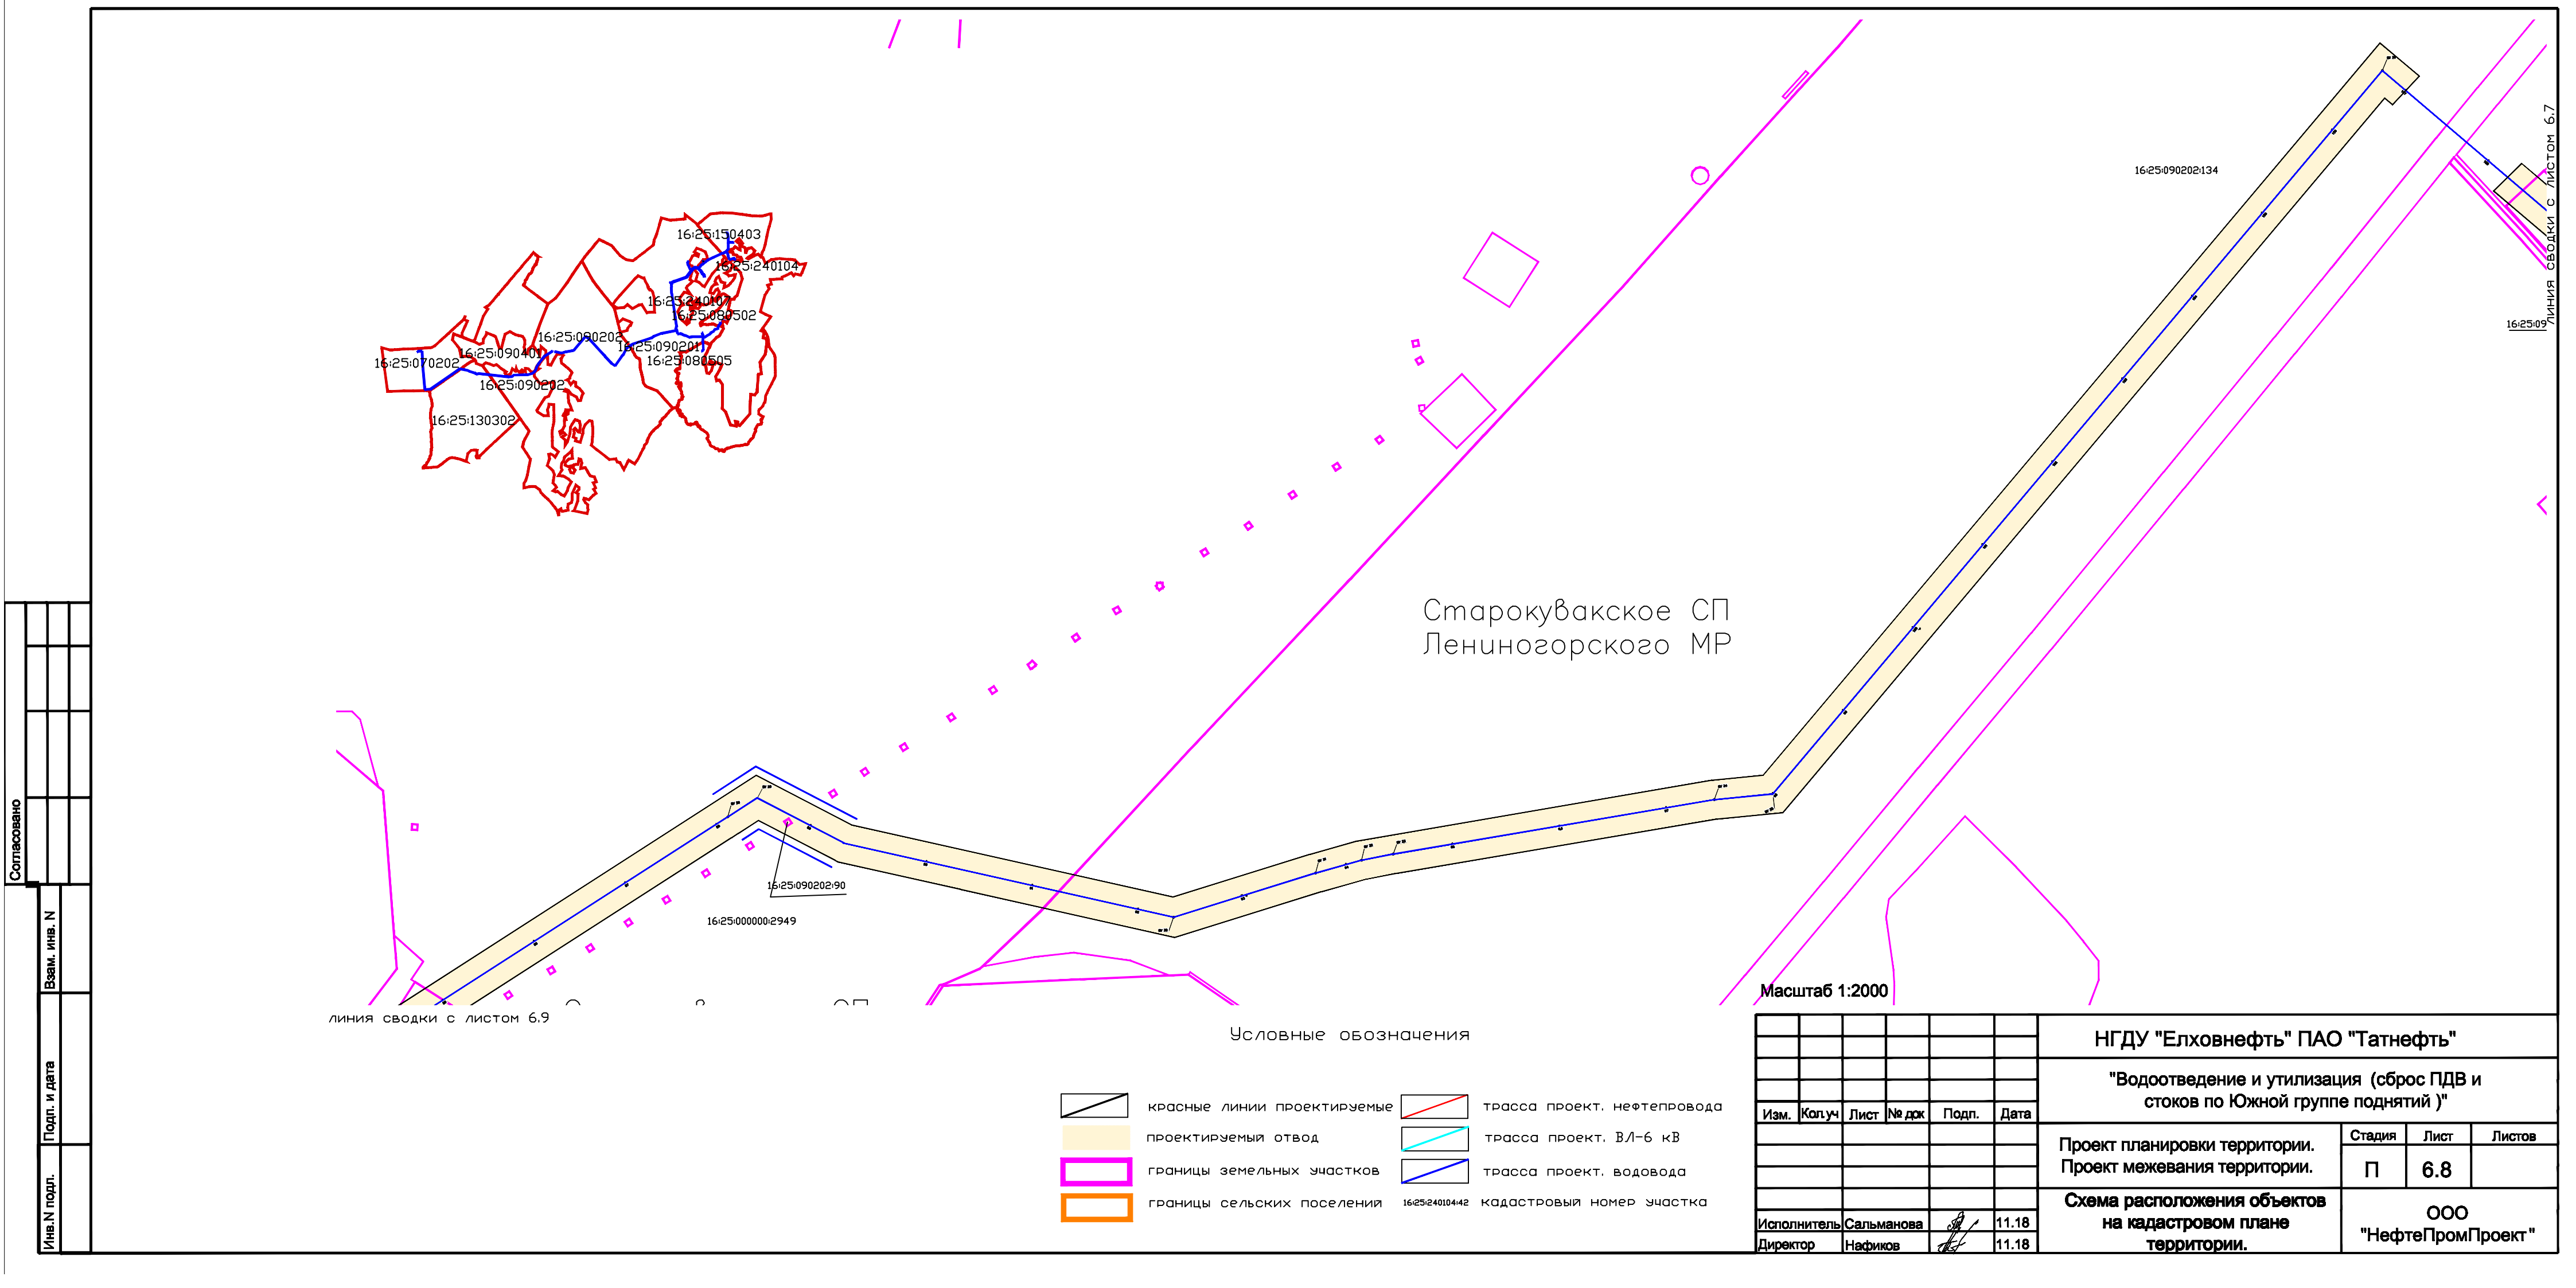 16:25:150403
16:25:240104
16:25:240107
16:25:080502
16:25:090202
16:25:090201
16:25:080505
16:25:090401
16:25:070202
16:25:090202
16:25:130302
16:25:090202:134
линия сводки с листом 6.7
16:25:09
Старокувакское СП
Лениногорского МР
16:25:090202:90
16:25:000000:2949
линия сводки с листом 6.9
Масштаб 1:2000
Условные обозначения
красные линии проектируемые
проектируемый отвод
границы земельных участков
границы сельских поселений
трасса проект. нефтепровода
трасса проект. ВЛ-6 кВ
трасса проект. водовода
16:25:240104:42 кадастровый номер участка
Согласовано
Взам. инв. N
Подп. и дата
Инв.N подл.
НГДУ "Елховнефть" ПАО "Татнефть"
"Водоотведение и утилизация (сброс ПДВ и
стоков по Южной группе поднятий )"
Изм. Кол.уч Лист № док Подп. Дата
Проект планировки территории.
Проект межевания территории.
Стадия Лист Листов
П 6.8
Схема расположения объектов
на кадастровом плане
территории.
ООО
"НефтеПромПроект"
Исполнитель Сальманова 11.18
Директор Нафиков 11.18